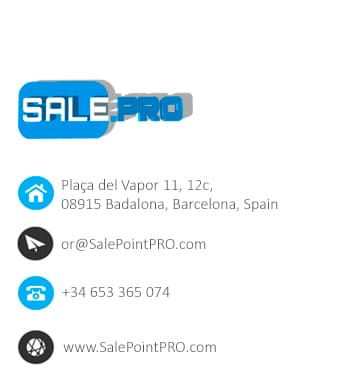 SALE.PRO
Plaça del Vapor 11, 12c,
08915 Badalona, Barcelona, Spain
or@SalePointPRO.com
+34 653 365 074
www.SalePointPRO.com